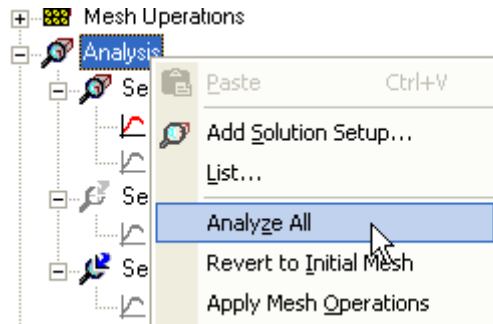 Mesh Operations
Analysis
Se
Paste Ctrl+V
Add Solution Setup...
List...
Se
Analyze All
Se
Revert to Initial Mesh
Apply Mesh Operations